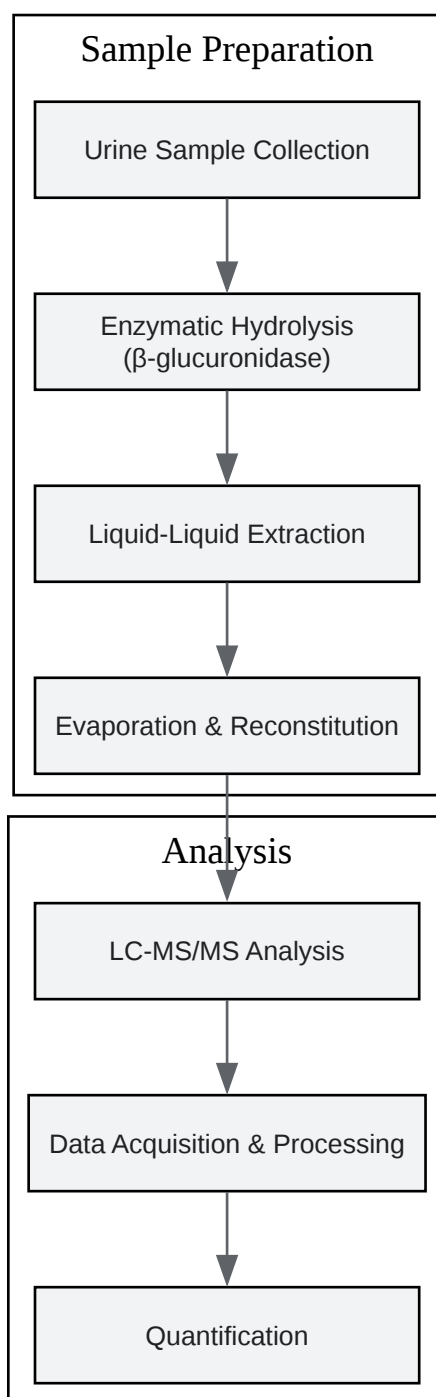 Sample Preparation
Urine Sample Collection
Enzymatic Hydrolysis
(β-glucuronidase)
Liquid-Liquid Extraction
Evaporation & Reconstitution
Analysis
LC-MS/MS Analysis
Data Acquisition & Processing
Quantification